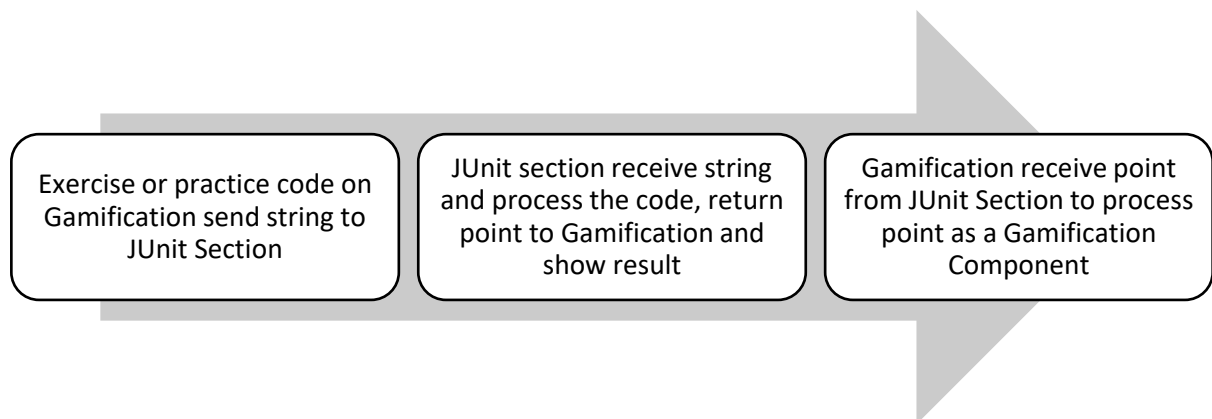 Exercise or practice code on
Gamification send string to
JUnit Section
JUnit section receive string
and process the code, return
point to Gamification and
show result
Gamification receive point
from JUnit Section to process
point as a Gamification
Component